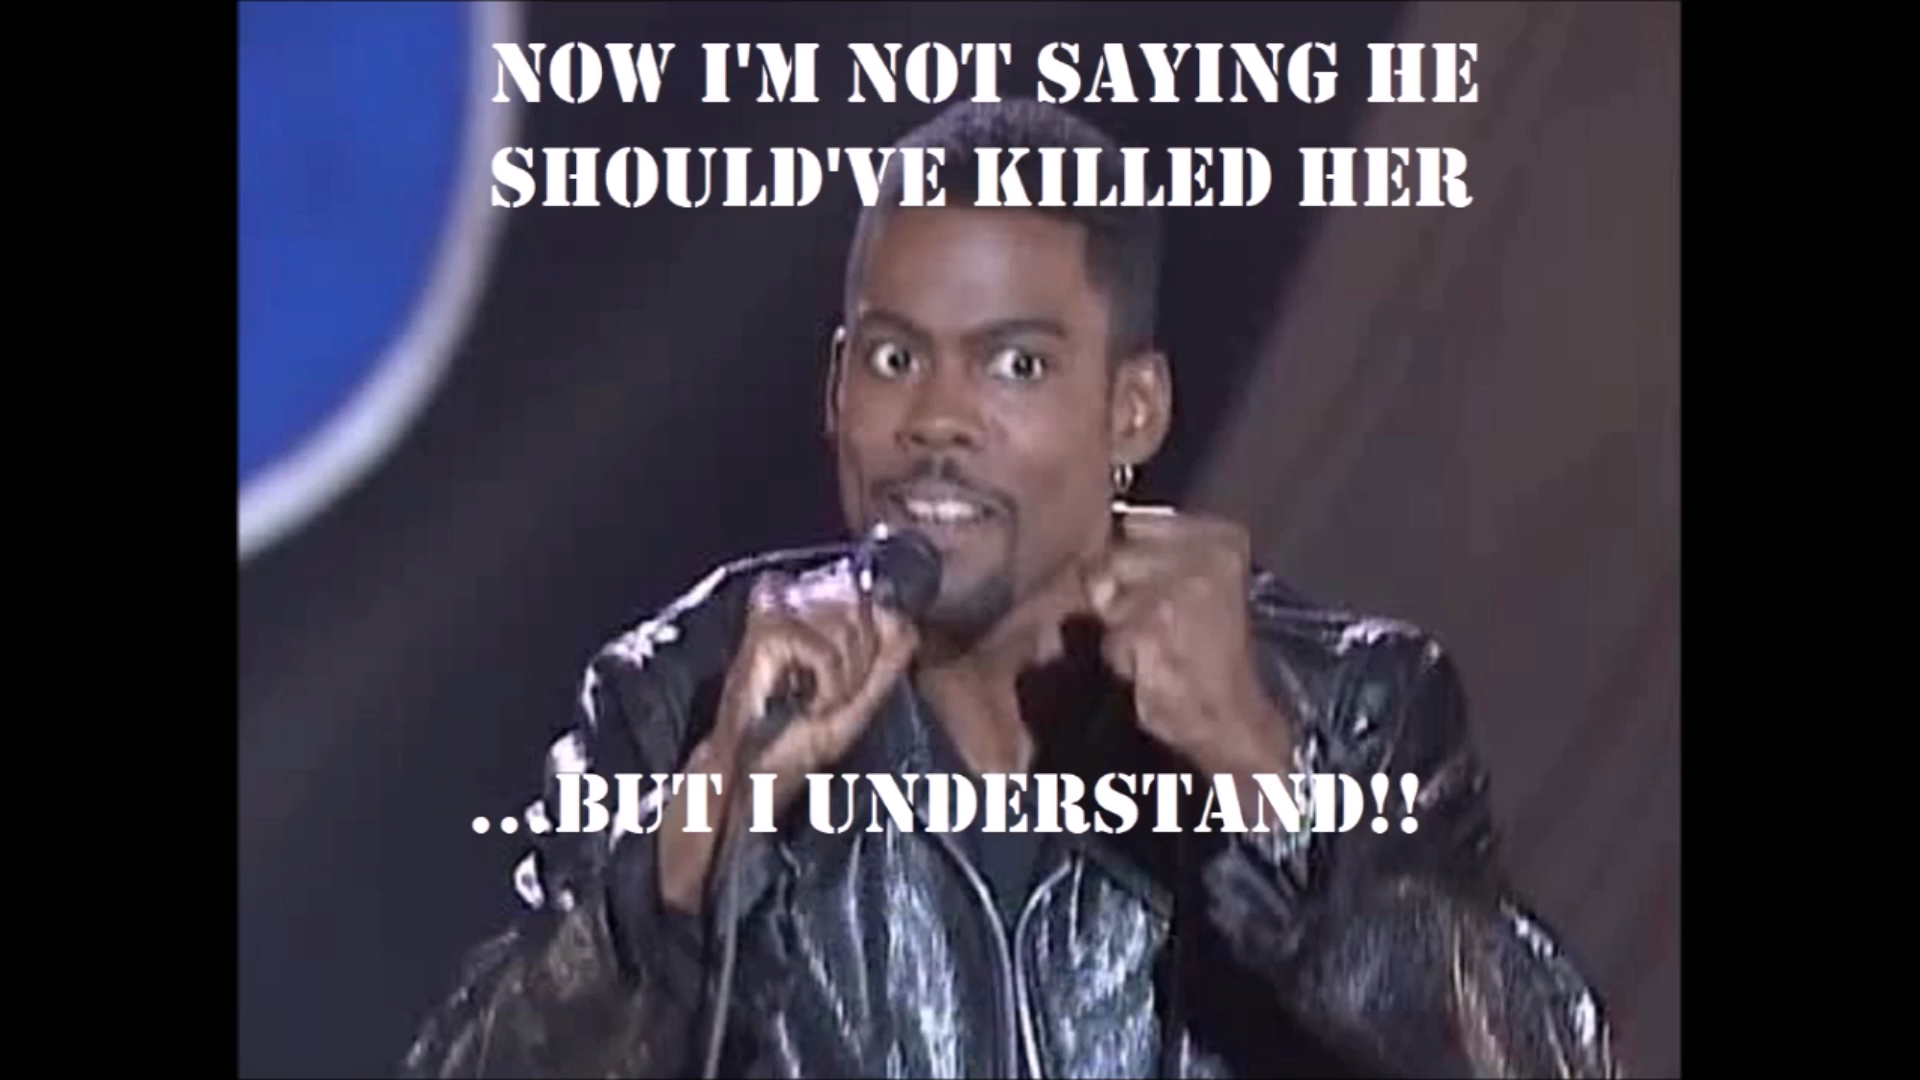 NOW I'M NOT SAYING HE
SHOULD'VE KILLED HER
...BUT I UNDERSTAND!!